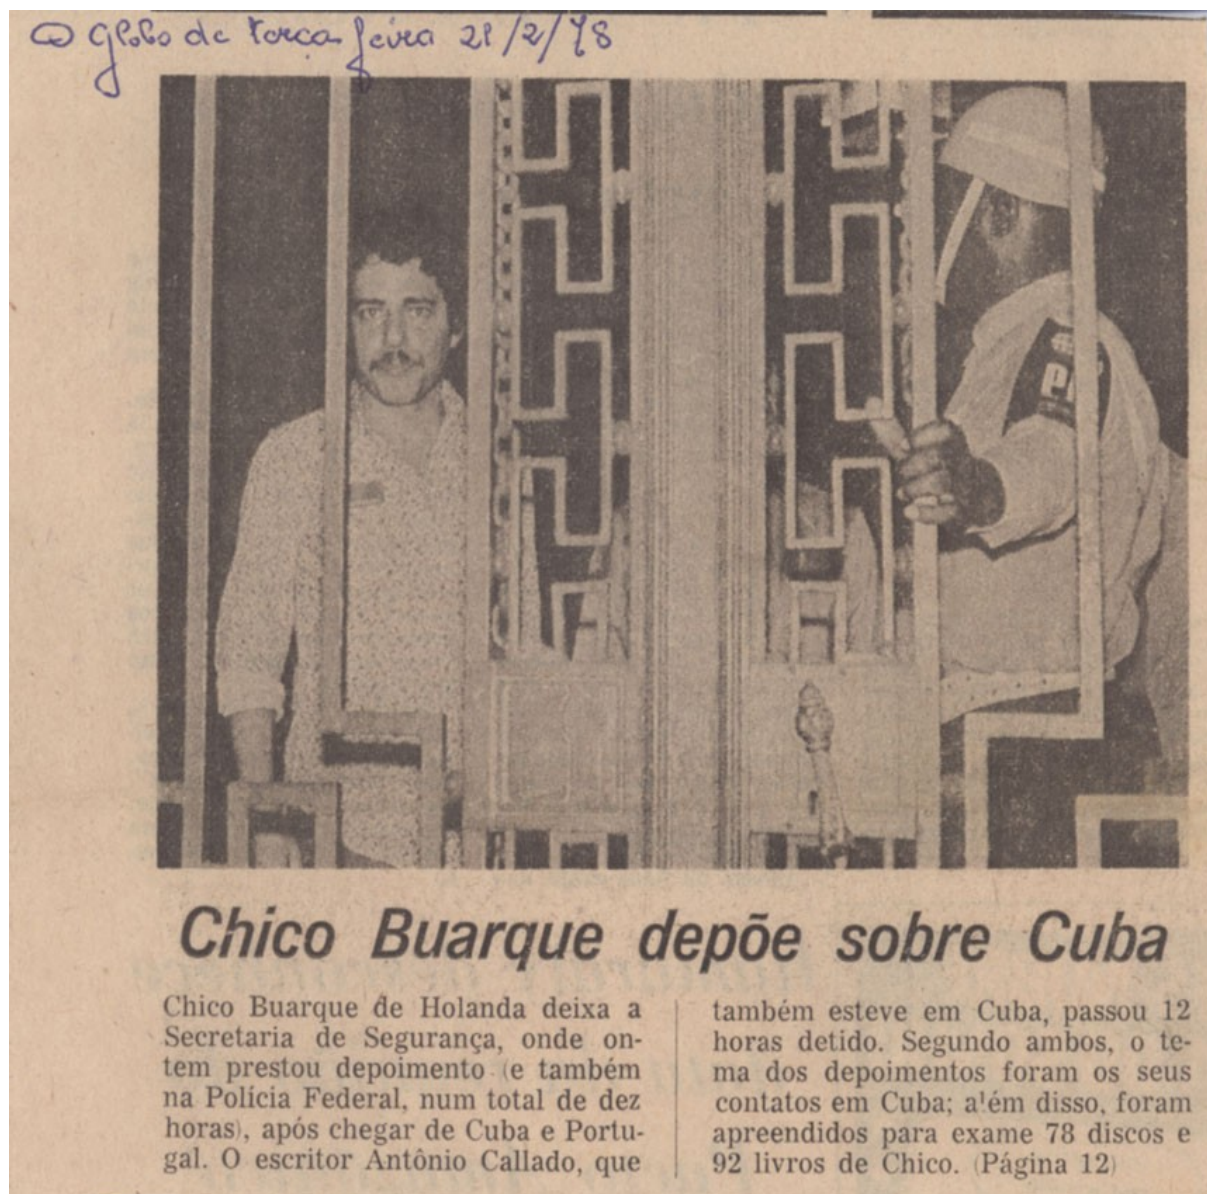 O Globo de terça feira 21/2/78
P
Chico Buarque depõe sobre Cuba
Chico Buarque de Holanda deixa a
Secretaria de Segurança, onde on-
tem prestou depoimento (e também
na Polícia Federal, num total de dez
horas), após chegar de Cuba e Portu-
gal. O escritor Antônio Callado, que
também esteve em Cuba, passou 12
horas detido. Segundo ambos, o te-
ma dos depoimentos foram os seus
contatos em Cuba; além disso, foram
apreendidos para exame 78 discos e
92 livros de Chico. (Página 12)